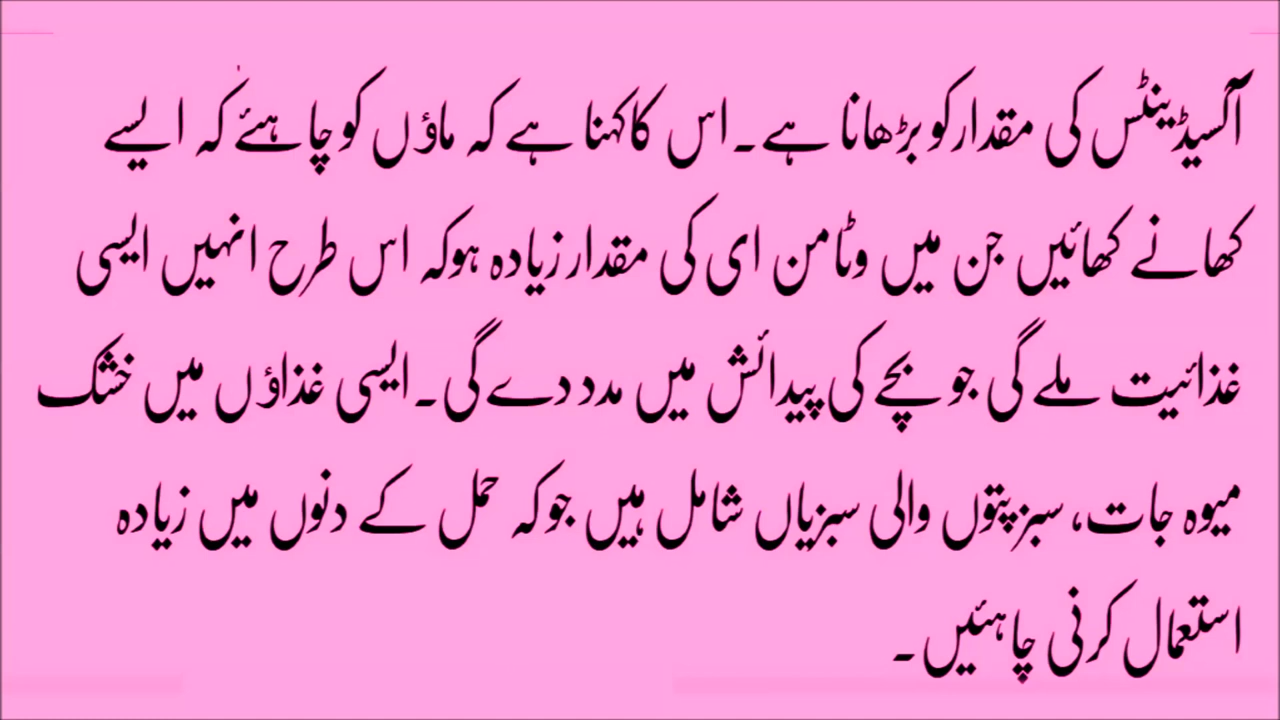 آکسیڈینٹس کی مقدار کو بڑھانا ہے۔ اس کا کہنا ہے کہ ماؤں کو چاہئے کہ ایسے
کھانے کھائیں جن میں وٹامن ای کی مقدار زیادہ ہو کہ اس طرح انہیں ایسی
غذائیت ملے گی جو بچے کی پیدائش میں مدد دے گی۔ ایسی غذاؤں میں خشک
میوہ جات، سبز پتوں والی سبزیاں شامل ہیں جو کہ حمل کے دنوں میں زیادہ
استعمال کرنی چاہئیں۔